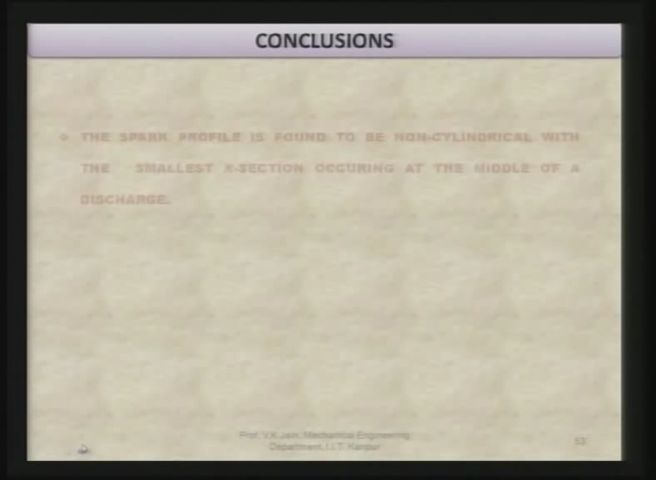 CONCLUSIONS
❖ THE SPARK PROFILE IS FOUND TO BE NON-CYLINDRICAL WITH
THE SMALLEST X-SECTION OCCURING AT THE MIDDLE OF A
DISCHARGE.
Prof. V.K.Jain, Mechanical Engineering
Department, I.I.T. Kanpur
53